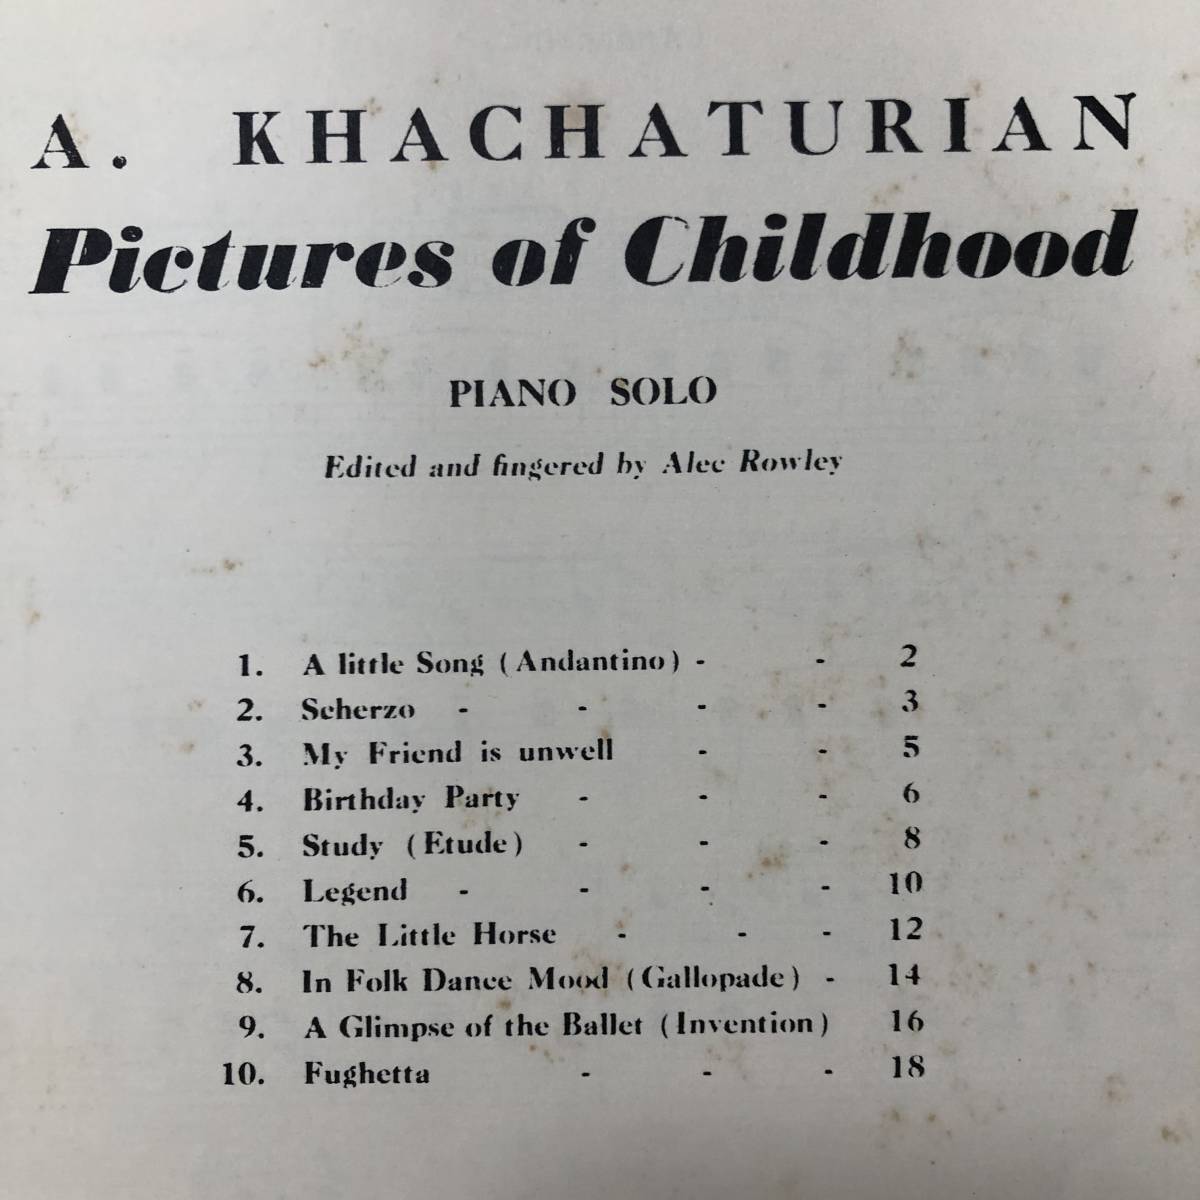 A. KHACHATURIAN
Pictures of Childhood
PIANO SOLO
Edited and fingered by Alec Rowley
1. A little Song (Andantino) - - 2
2. Scherzo - - - - 3
3. My Friend is unwell - - 5
4. Birthday Party - - - 6
5. Study (Etude) - - - 8
6. Legend - - - - 10
7. The Little Horse - - - 12
8. In Folk Dance Mood (Gallopade) - 14
9. A Glimpse of the Ballet (Invention) 16
10. Fughetta - - - 18